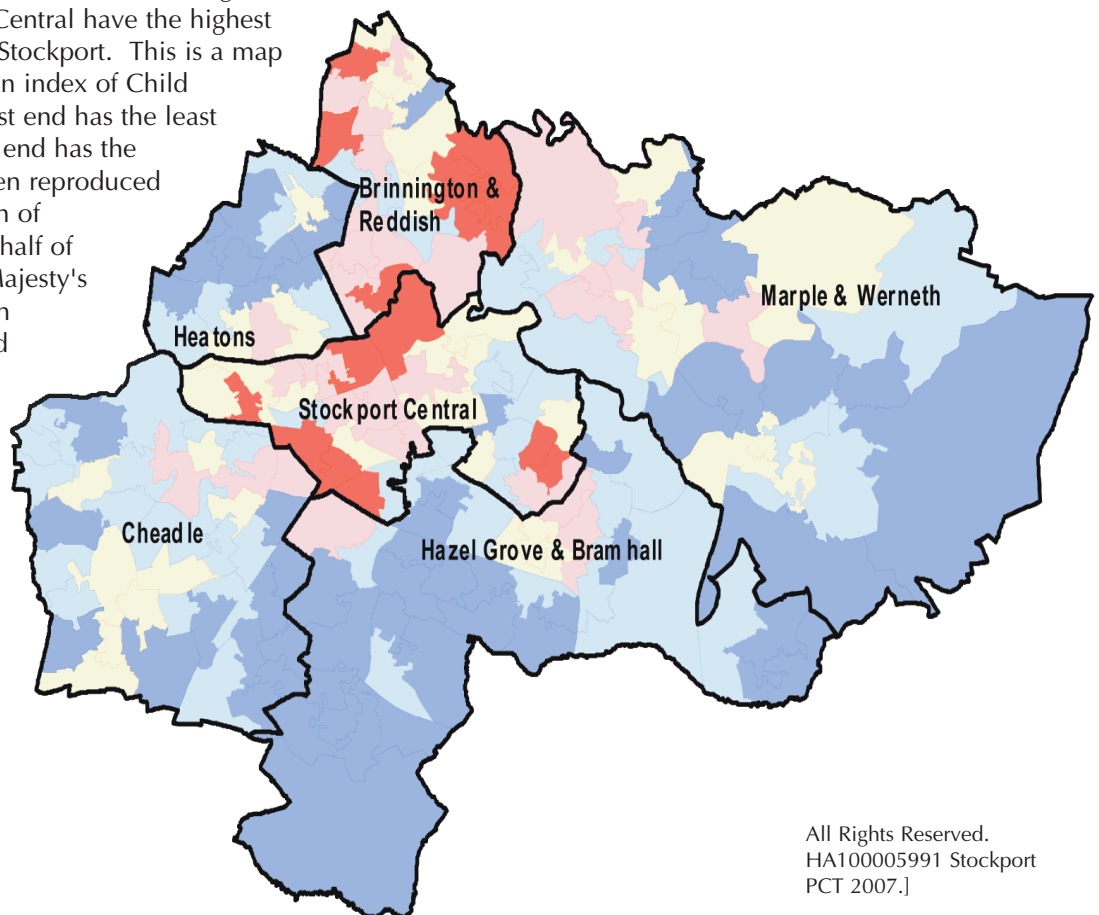 Central have the highest
Stockport. This is a map
n index of Child
st end has the least
end has the
en reproduced
n of
half of
Majesty's
n
d
Brinnington &
Reddish
Marple & Werneth
Heatons
Stockport Central
Cheadle
Hazel Grove & Bramhall
All Rights Reserved.
HA100005991 Stockport
PCT 2007.]